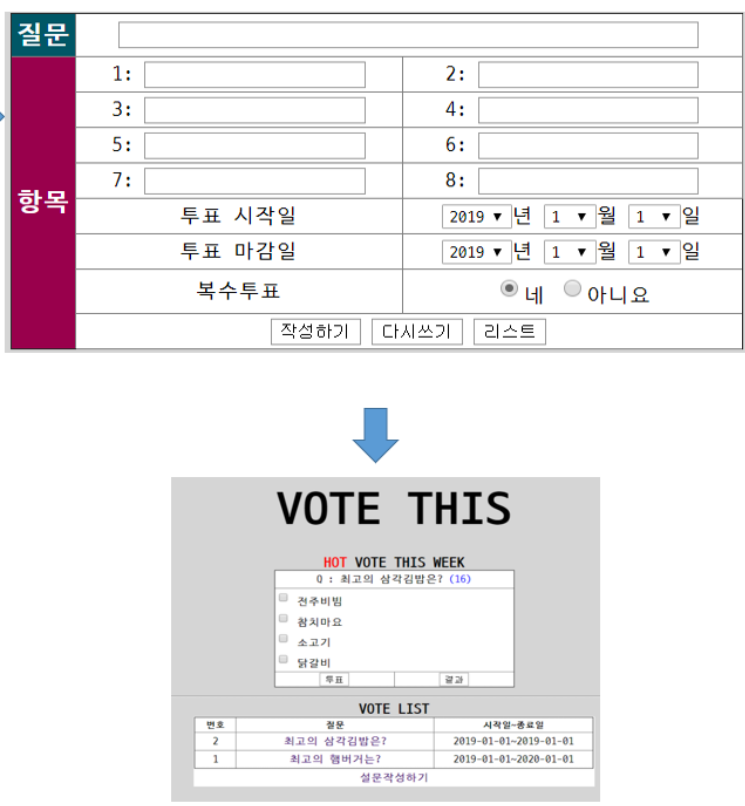 질문
1: 2:
3: 4:
5: 6:
7: 8:
항목
투표 시작일 2019 년 1 월 1 일
투표 마감일 2019 년 1 월 1 일
복수투표 네 아니요
작성하기 다시쓰기 리스트
VOTE THIS
HOT VOTE THIS WEEK
Q : 최고의 삼각김밥은? (16)
전주비빔
참치마요
소고기
닭갈비
투표 결과
VOTE LIST
번호 질문 시작일~종료일
2 최고의 삼각김밥은? 2019-01-01~2019-01-01
1 최고의 햄버거는? 2019-01-01~2020-01-01
설문작성하기